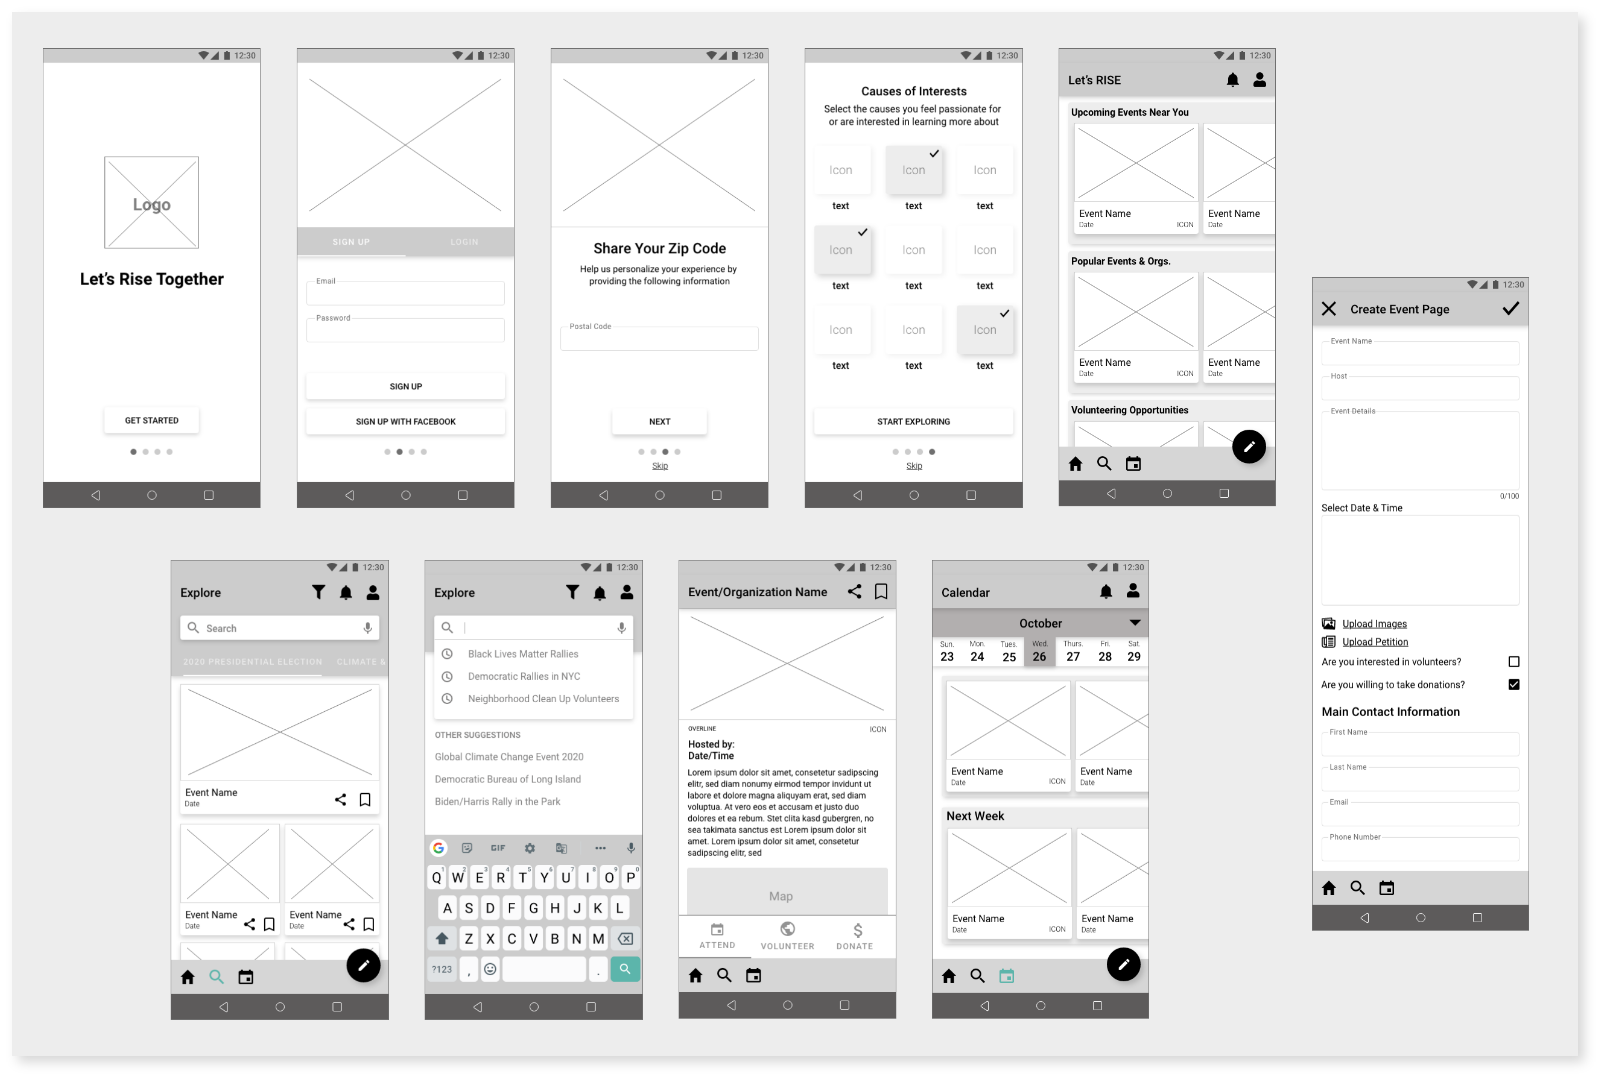 12:30
Logo
Let's Rise Together
GET STARTED
12:30
SIGN UP LOGIN
Email
Password
SIGN UP
SIGN UP WITH FACEBOOK
12:30
Share Your Zip Code
Help us personalize your experience by
providing the following information
Postal Code
NEXT
Skip
12:30
Causes of Interests
Select the causes you feel passionate for
or are interested in learning more about
Icon Icon Icon
text text text
Icon Icon Icon
text text text
Icon Icon Icon
text text text
START EXPLORING
Skip
12:30
Let's RISE
Upcoming Events Near You
Event Name Event Name
Date ICON Date
Popular Events & Orgs.
Event Name Event Name
Date ICON Date
Volunteering Opportunities
12:30
Create Event Page
Event Name
Host
Event Details
0/100
Select Date & Time
Upload Images
Upload Petition
Are you interested in volunteers?
Are you willing to take donations?
Main Contact Information
First Name
Last Name
Email
Phone Number
12:30
Explore
Search
2020 PRESIDENTIAL ELECTION CLIMATE &
Event Name
Date
Event Name Event Name
Date Date
12:30
Explore
Black Lives Matter Rallies
Democratic Rallies in NYC
Neighborhood Clean Up Volunteers
OTHER SUGGESTIONS
Global Climate Change Event 2020
Democratic Bureau of Long Island
Biden/Harris Rally in the Park
G GIF
Q1 W2 E3 R4 T5 Y6 U7 I8 O9 P0
A S D F G H J K L
Z X C V B N M
?123 , .
12:30
Event/Organization Name
OVERLINE ICON
Hosted by:
Date/Time
Lorem ipsum dolor sit amet, consetetur sadipscing
elitr, sed diam nonumy eirmod tempor invidunt ut
labore et dolore magna aliquyam erat, sed diam
voluptua. At vero eos et accusam et justo duo
dolores et ea rebum. Stet clita kasd gubergren, no
sea takimata sanctus est Lorem ipsum dolor sit
amet. Lorem ipsum dolor sit amet, consetetur
sadipscing elitr, sed
Map
ATTEND VOLUNTEER DONATE
12:30
Calendar
October
Sun. Mon. Tues. Wed. Thurs. Fri. Sat.
23 24 25 26 27 28 29
Event Name Event Name
Date ICON Date
Next Week
Event Name Event Name
Date ICON Date